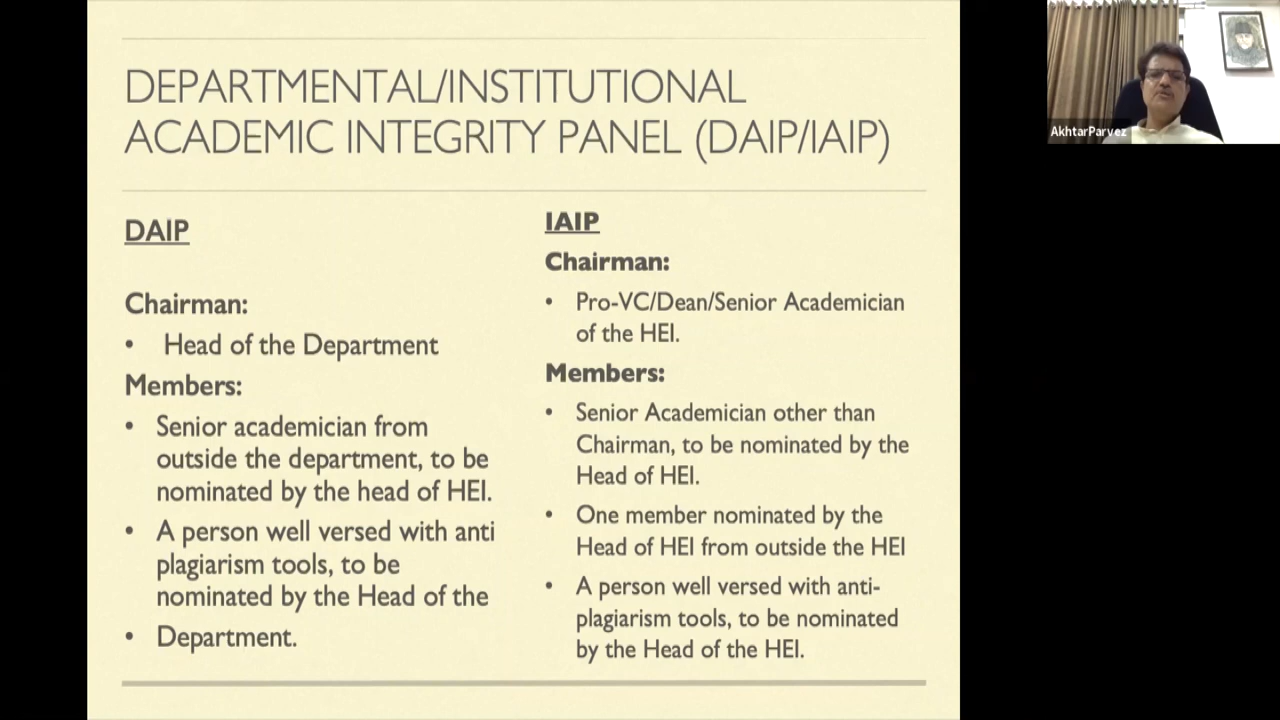 DEPARTMENTAL/INSTITUTIONAL
ACADEMIC INTEGRITY PANEL (DAIP/IAIP)
DAIP
Chairman:
• Head of the Department
Members:
• Senior academician from
outside the department, to be
nominated by the head of HEI.
• A person well versed with anti
plagiarism tools, to be
nominated by the Head of the
• Department.
IAIP
Chairman:
• Pro-VC/Dean/Senior Academician
of the HEI.
Members:
• Senior Academician other than
Chairman, to be nominated by the
Head of HEI.
• One member nominated by the
Head of HEI from outside the HEI
• A person well versed with anti-
plagiarism tools, to be nominated
by the Head of the HEI.
AkhtarParvez